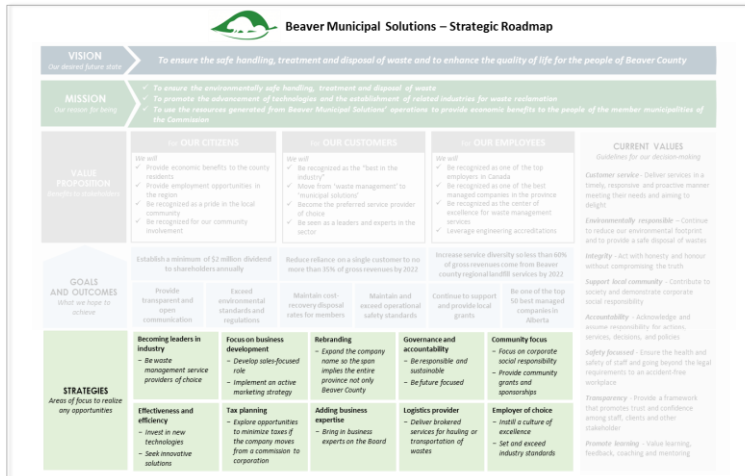 Beaver Municipal Solutions – Strategic Roadmap
VISION
Our desired future state
To ensure the safe handling, treatment and disposal of waste and to enhance the quality of life for the people of Beaver County
MISSION
Our reason for being
✓ To ensure the environmentally safe handling, treatment and disposal of waste
✓ To promote the advancement of technologies and the establishment of related industries for waste reclamation
✓ To use the resources generated from Beaver Municipal Solutions' operations to provide economic benefits to the people of the member municipalities of
the Commission
VALUE
PROPOSITION
Benefits to stakeholders
for OUR CITIZENS
We will
✓ Provide economic benefits to the county
residents
✓ Provide employment opportunities in
the region
✓ Be recognized as a pride in the local
community
✓ Be recognized for our community
involvement
for OUR CUSTOMERS
We will
✓ Be recognized as the "best in the
industry"
✓ Move from 'waste management' to
'municipal solutions'
✓ Become the preferred service provider
of choice
✓ Be seen as a leaders and experts in the
sector
for OUR EMPLOYEES
We will
✓ Be recognized as one of the top
employers in Canada
✓ Be recognized as one of the best
managed companies in the province
✓ Be recognized as the center of
excellence for waste management
services
✓ Leverage engineering accreditations
GOALS
AND OUTCOMES
What we hope to
achieve
Establish a minimum of $2 million dividend
to shareholders annually
Reduce reliance on a single customer to no
more than 35% of gross revenues by 2022
Increase service diversity so less than 60%
of gross revenues come from Beaver
county regional landfill services by 2022
Provide
transparent and
open
communication
Exceed
environmental
standards and
regulations
Maintain cost-
recovery disposal
rates for members
Maintain and
exceed operational
safety standards
Continue to support
and provide local
grants
Be one of the top
50 best managed
companies in
Alberta
STRATEGIES
Areas of focus to realize
any opportunities
Becoming leaders in
industry
– Be waste
management service
providers of choice
Focus on business
development
– Develop sales-focused
role
– Implement an active
marketing strategy
Rebranding
– Expand the company
name so the span
implies the entire
province not only
Beaver County
Governance and
accountability
– Be responsible and
sustainable
– Be future focused
Community focus
– Focus on corporate
social responsibility
– Provide community
grants and
sponsorships
Effectiveness and
efficiency
– Invest in new
technologies
– Seek innovative
solutions
Tax planning
– Explore opportunities
to minimize taxes if
the company moves
from a commission to
corporation
Adding business
expertise
– Bring in business
experts on the Board
Logistics provider
– Deliver brokered
services for hauling or
transportation of
wastes
Employer of choice
– Instill a culture of
excellence
– Set and exceed
industry standards
CURRENT VALUES
Guidelines for our decision-making
Customer service - Deliver services in a
timely, responsive and proactive manner
meeting their needs and aiming to
delight
Environmentally responsible – Continue
to reduce our environmental footprint
and to provide a safe disposal of wastes
Integrity - Act with honesty and honour
without compromising the truth
Support local community - Contribute to
society and demonstrate corporate
social responsibility
Accountability – Acknowledge and
assume responsibility for actions,
services, decisions, and policies
Safety focused – Ensure the health and
safety of staff and going beyond the legal
requirements to an accident-free
workplace
Transparency – Provide a framework
that promotes trust and confidence
among staff, clients and other
stakeholder
Promote learning – Value learning,
feedback, coaching and mentoring